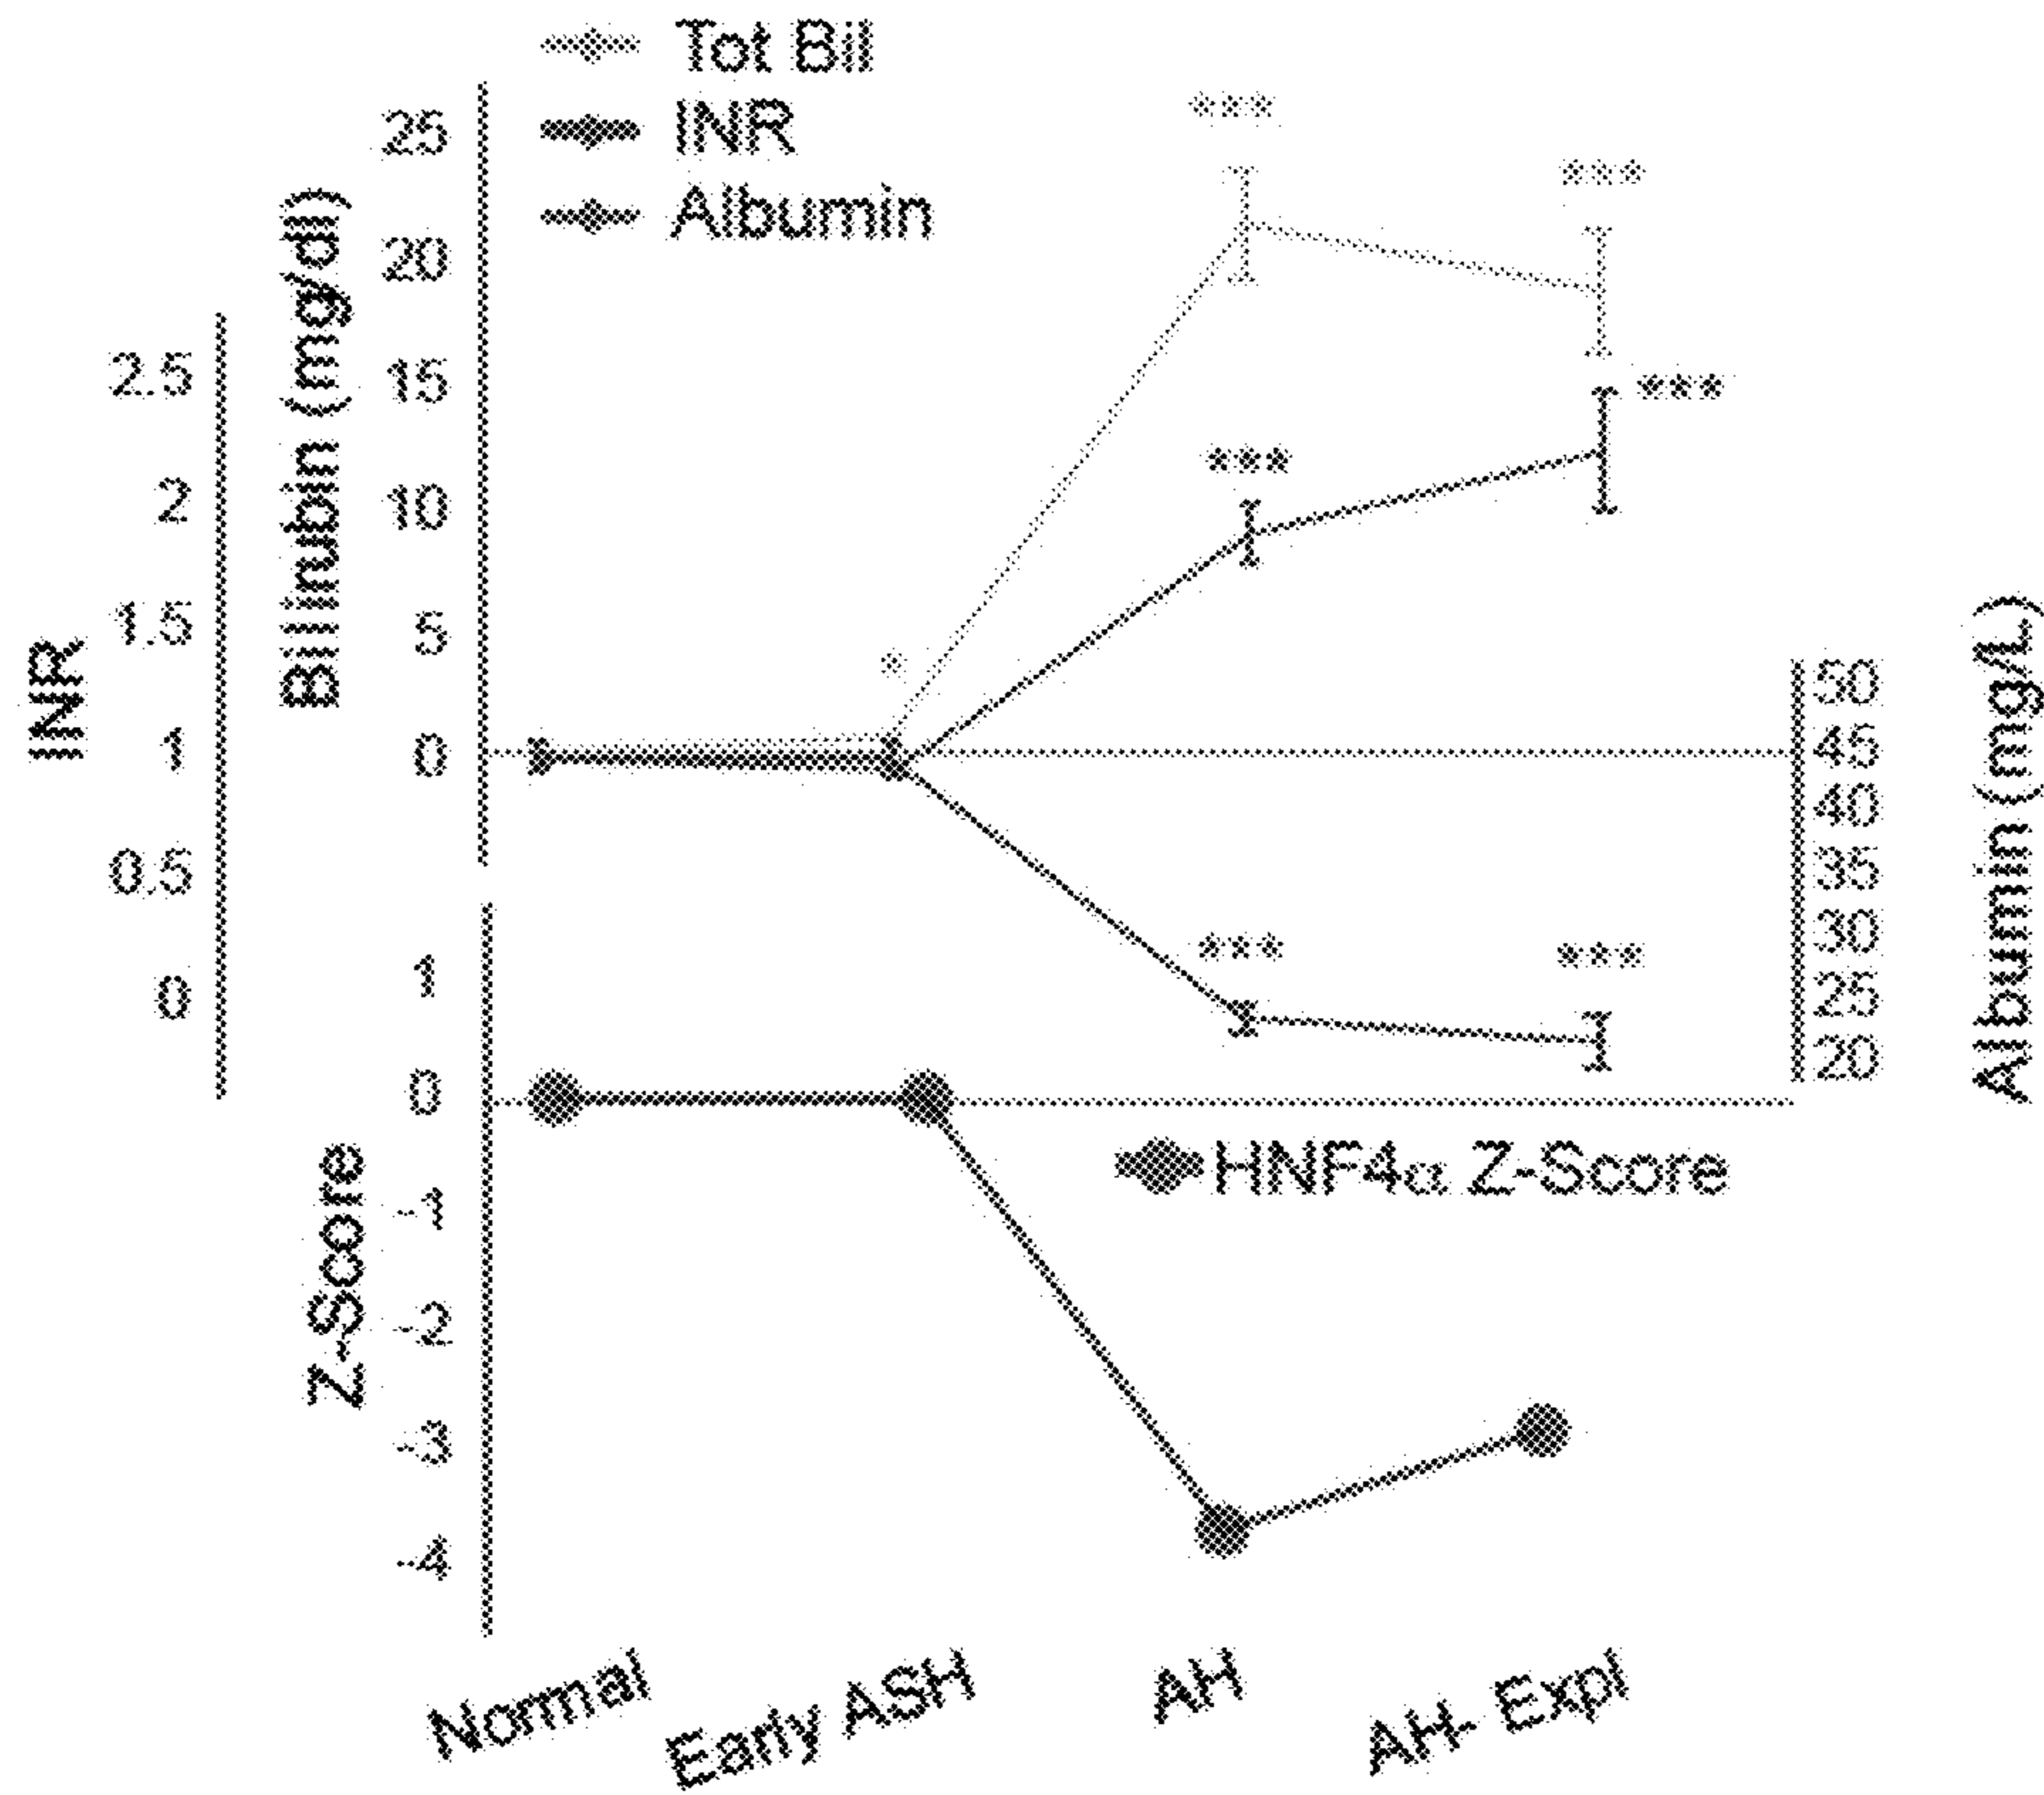 Tot Bil
INR
Albumin
INR
2.5
2
1.5
1
0.5
0
Bilirubin (mg/dl)
25
20
15
10
5
0
***
***
***
***
*
***
***
Albumin (mg/L)
50
45
40
35
30
25
20
Z-Score
1
0
-1
-2
-3
-4
HNF4α Z-Score
Normal
Early ASH
AH
AH- Expl